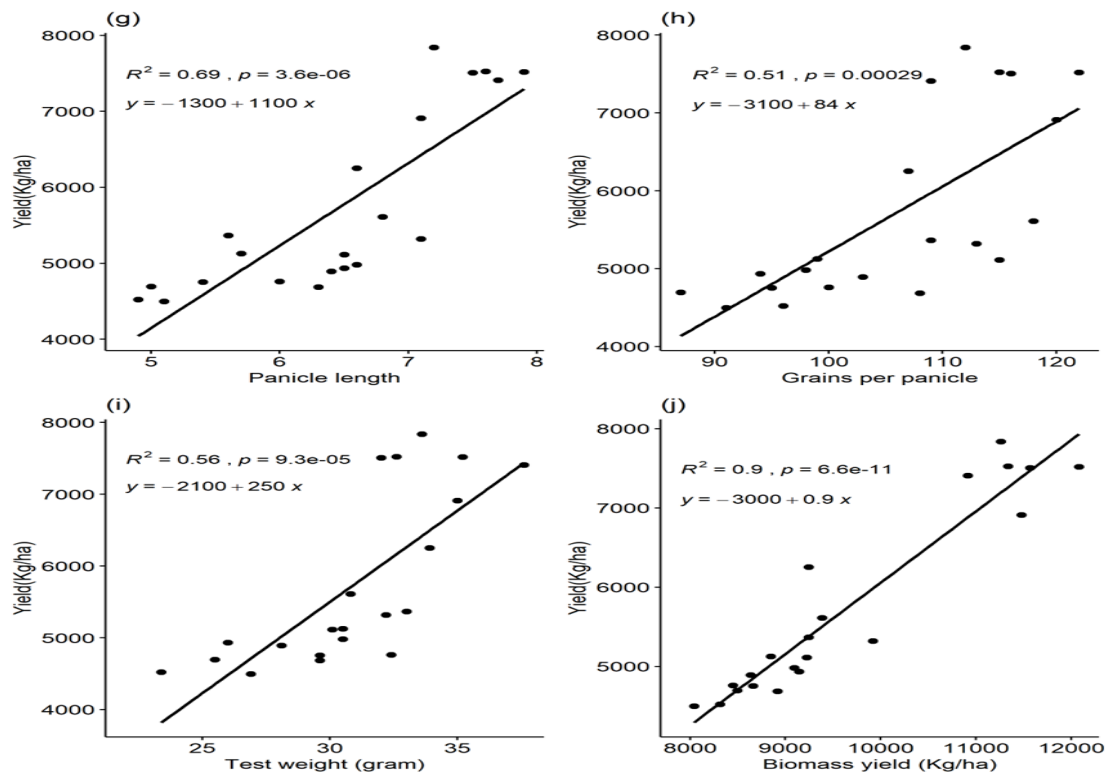 (g)
8000
7000
6000
5000
4000
Yield(Kg/ha)
R² = 0.69 , p = 3.6e-06
y = −1300 + 1100 x
5 6 7 8
Panicle length
(h)
8000
7000
6000
5000
4000
Yield(Kg/ha)
R² = 0.51 , p = 0.00029
y = −3100 + 84 x
90 100 110 120
Grains per panicle
(i)
8000
7000
6000
5000
4000
Yield(Kg/ha)
R² = 0.56 , p = 9.3e-05
y = −2100 + 250 x
25 30 35
Test weight (gram)
(j)
8000
7000
6000
5000
Yield(Kg/ha)
R² = 0.9 , p = 6.6e-11
y = −3000 + 0.9 x
8000 9000 10000 11000 12000
Biomass yield (Kg/ha)